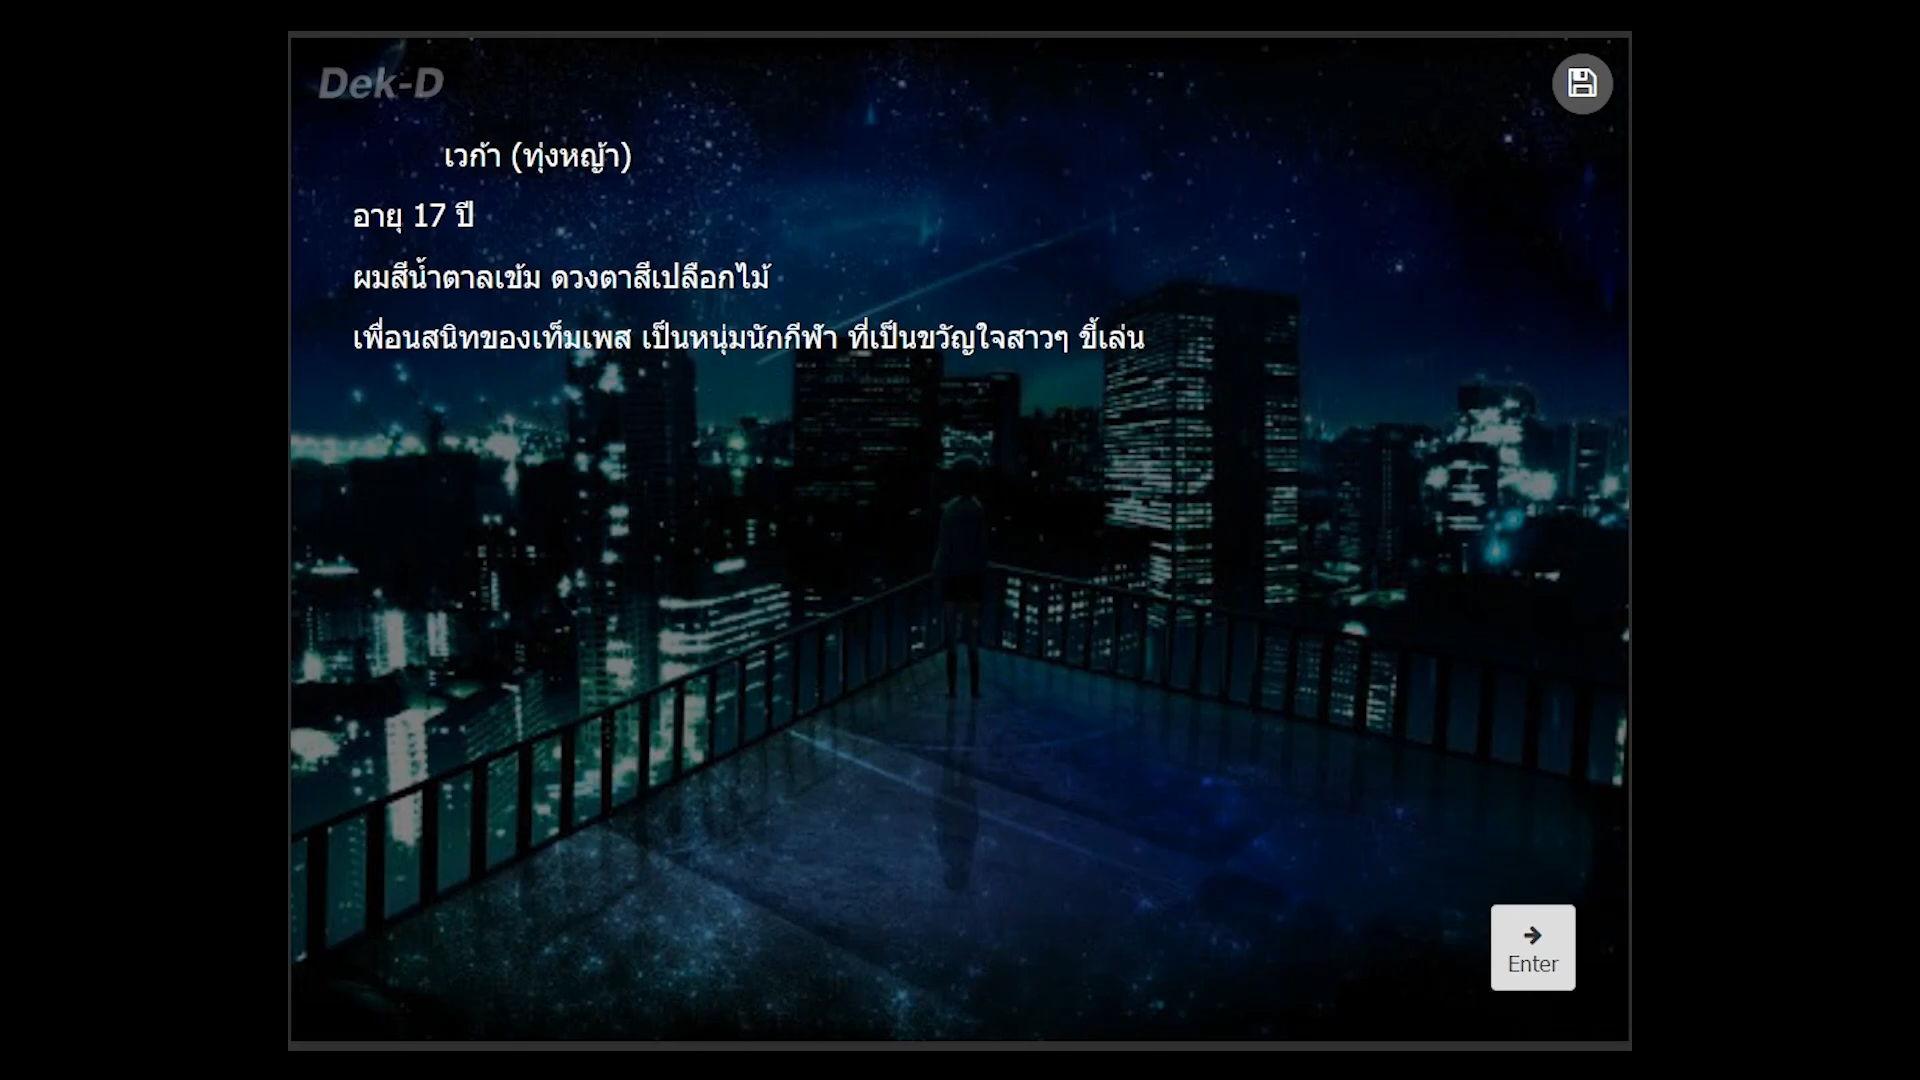 Dek-D
เวก้า (ทุ่งหญ้า)
อายุ 17 ปี
ผมสีน้ำตาลเข้ม ดวงตาสีเปลือกไม้
เพื่อนสนิทของเท็มเพส เป็นหนุ่มนักกีฬา ที่เป็นขวัญใจสาวๆ ขี้เล่น
Enter